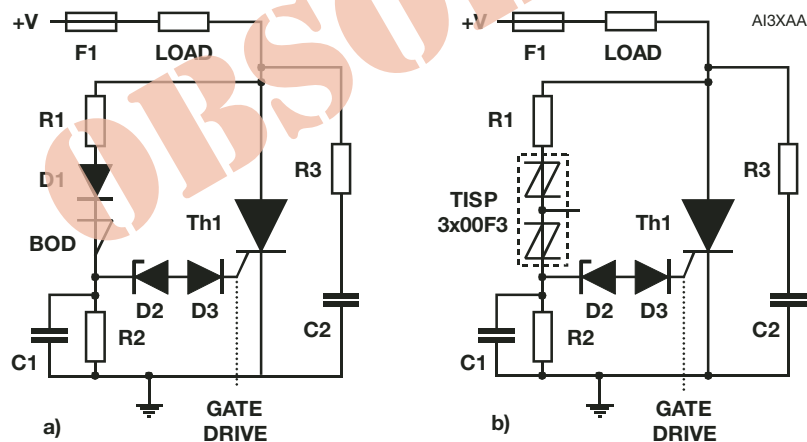 OBSOLETE
+V
F1
LOAD
R1
D1
BOD
Th1
R3
D2
D3
C1
R2
C2
a)
GATE
DRIVE
+V
F1
LOAD
AI3XAA
R1
TISP
3x00F3
Th1
R3
D2
D3
C1
R2
C2
b)
GATE
DRIVE